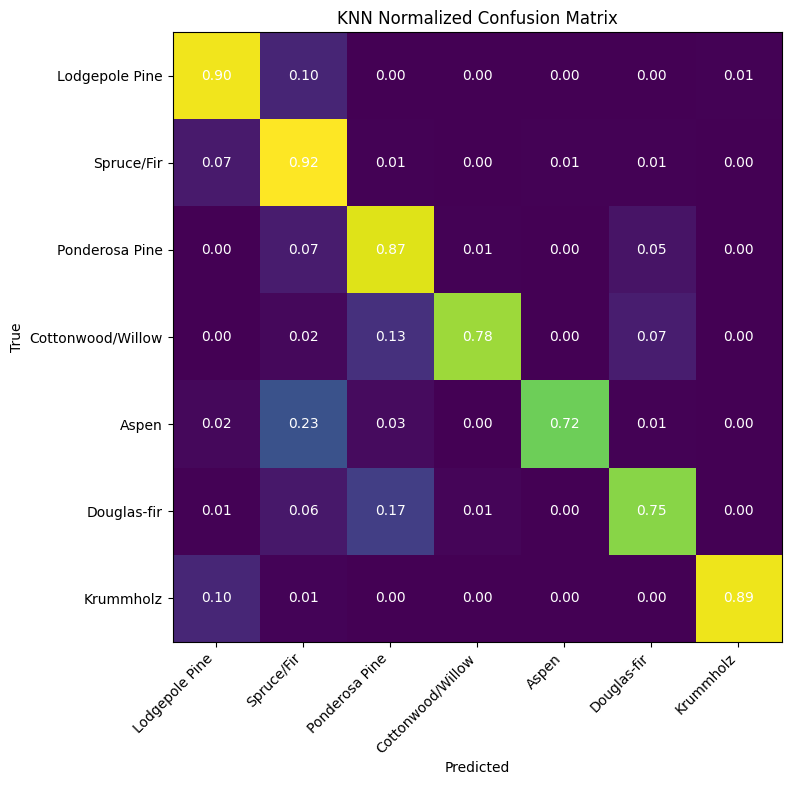 KNN Normalized Confusion Matrix
Lodgepole Pine 0.90 0.10 0.00 0.00 0.00 0.00 0.01
Spruce/Fir 0.07 0.92 0.01 0.00 0.01 0.01 0.00
Ponderosa Pine 0.00 0.07 0.87 0.01 0.00 0.05 0.00
Cottonwood/Willow 0.00 0.02 0.13 0.78 0.00 0.07 0.00
Aspen 0.02 0.23 0.03 0.00 0.72 0.01 0.00
Douglas-fir 0.01 0.06 0.17 0.01 0.00 0.75 0.00
Krummholz 0.10 0.01 0.00 0.00 0.00 0.00 0.89
True
Lodgepole Pine
Spruce/Fir
Ponderosa Pine
Cottonwood/Willow
Aspen
Douglas-fir
Krummholz
Predicted